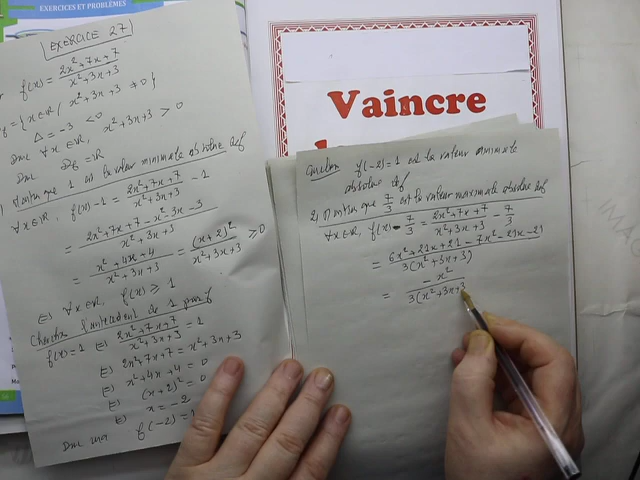 EXERCICES ET PROBLÈMES
EXERCICE 27
f(x) = (2x²+7x+7)/(x²+3x+3)
= {x∈ℝ / x²+3x+3 ≠0}
Δ = -3 < 0
Donc ∀x∈ℝ, x²+3x+3 > 0
Donc Df = ℝ
que 1 est la valeur minimale absolue de f
∀x∈ℝ, f(x)-1 = (2x²+7x+7)/(x²+3x+3) - 1
= (2x²+7x+7-x²-3x-3)/(x²+3x+3)
= (x²+4x+4)/(x²+3x+3) = (x+2)²/(x²+3x+3) ≥0
∀x∈ℝ, f(x) ≥ 1
Cherchons l'antécédent de 1 par f
f(x)=1 (=) (2x²+7x+7)/(x²+3x+3) = 1
(=) 2x²+7x+7 = x²+3x+3
(=) x²+4x+4 = 0
(=) (x+2)² = 0
(=) x = -2
Donc f(-2) = 1
Vaincre
Conclusion f(-2)=1 est la valeur minimale
absolue de f
2) Montrer que 7/3 est la valeur maximale absolue de f
∀x∈ℝ, f(x) - 7/3 = (2x²+7x+7)/(x²+3x+3) - 7/3
= (6x²+21x+21-7x²-21x-21)/(3(x²+3x+3))
= -x²/(3(x²+3x+3